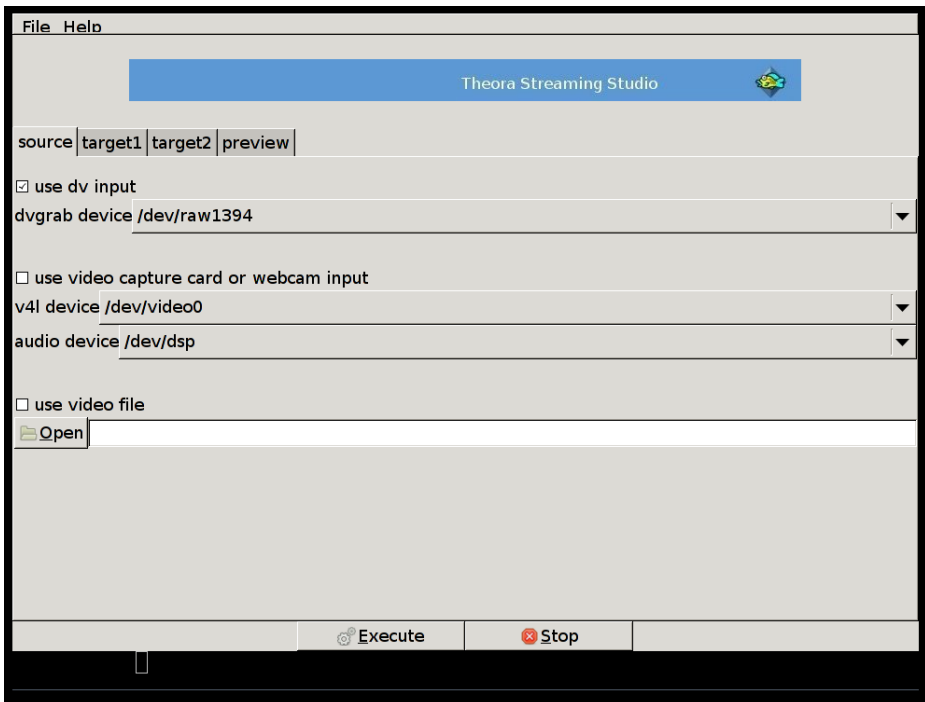 File Help
Theora Streaming Studio
source target1 target2 preview
use dv input
dvgrab device /dev/raw1394
use video capture card or webcam input
v4l device /dev/video0
audio device /dev/dsp
use video file
Open
Execute Stop